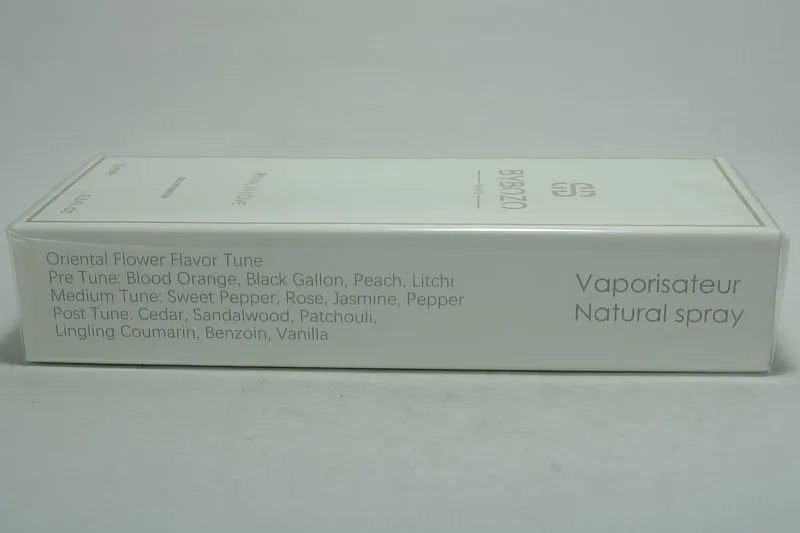 BYBOZO
PARIS
Oriental Flower Flavor Tune
Pre Tune: Blood Orange, Black Gallon, Peach, Litchi
Medium Tune: Sweet Pepper, Rose, Jasmine, Pepper
Post Tune: Cedar, Sandalwood, Patchouli,
Lingling Coumarin, Benzoin, Vanilla
Vaporisateur
Natural spray